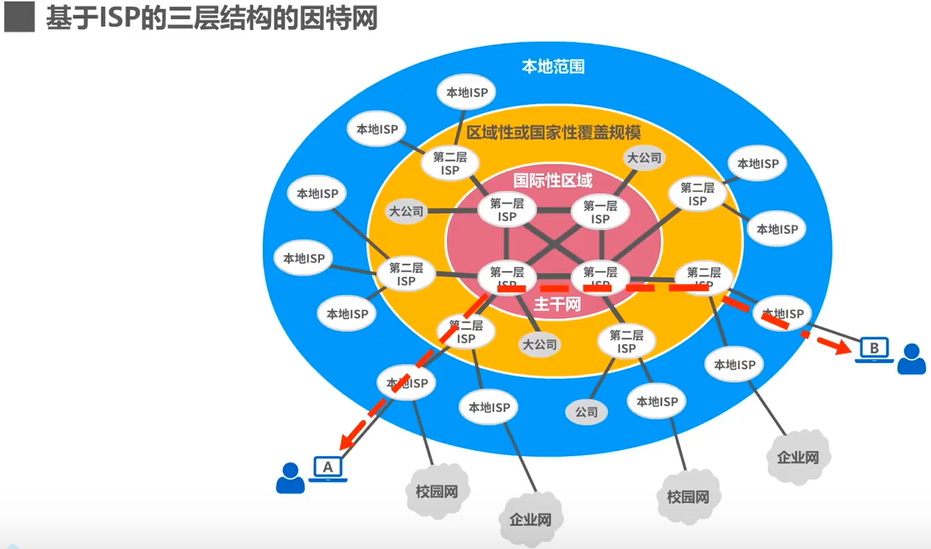 基于ISP的三层结构的因特网
本地范围
本地ISP
本地ISP
区域性或国家性覆盖规模
第二层
ISP
大公司
本地ISP
国际性区域
本地ISP
第二层
ISP
大公司
第一层
ISP
第一层
ISP
本地ISP
本地ISP
第二层
ISP
第一层
ISP
第一层
ISP
第二层
ISP
主干网
本地ISP
本地ISP
第二层
ISP
大公司
第二层
ISP
B
本地ISP
本地ISP
本地ISP
公司
本地ISP
A
企业网
校园网
校园网
企业网